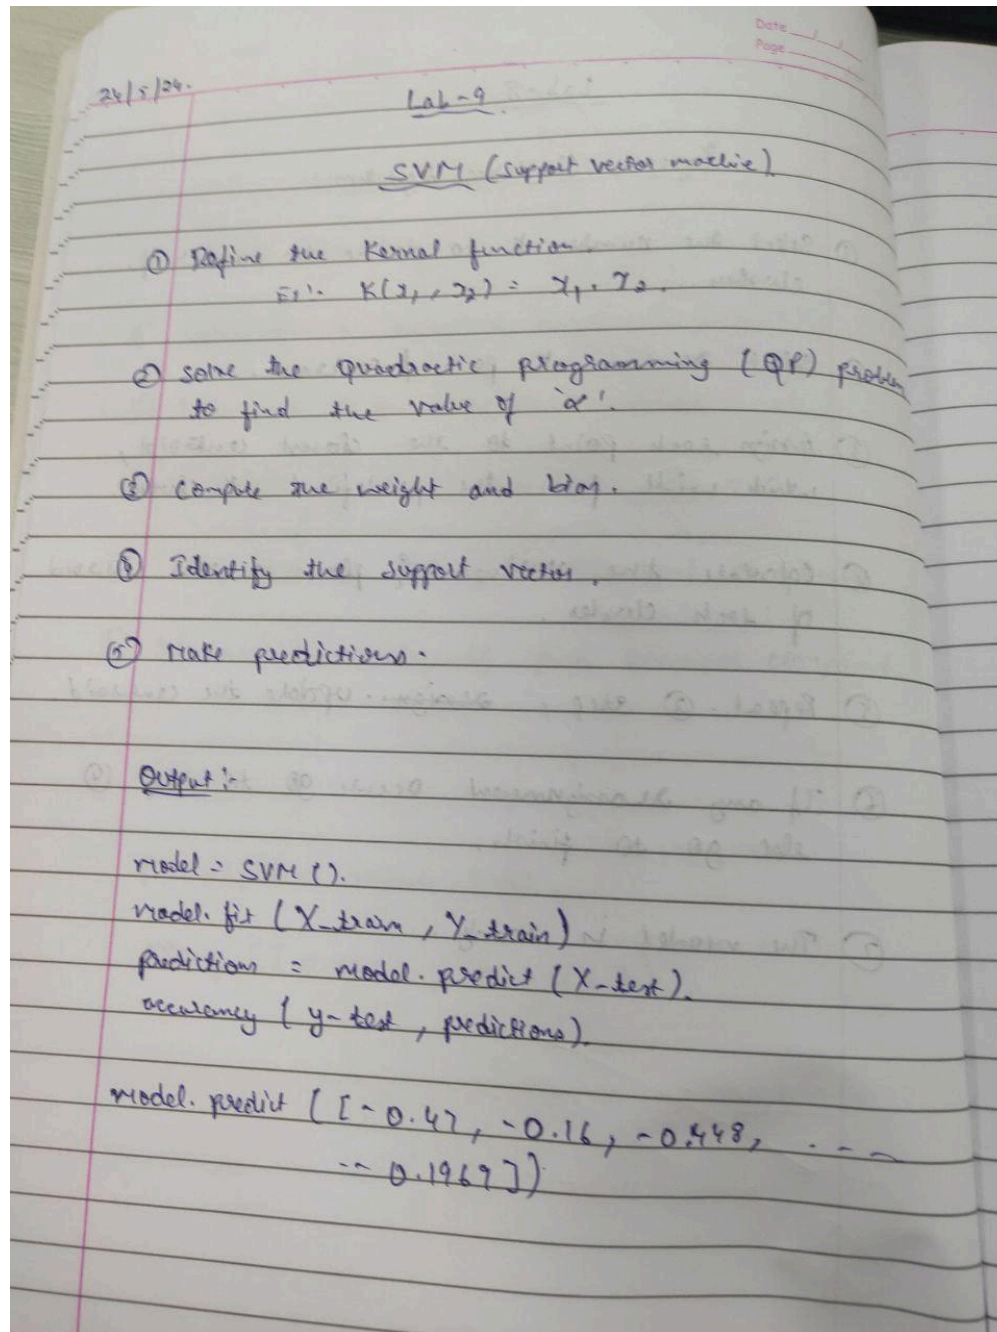 Date
Page
24/5/24.
Lab-9
SVM (Support vector machie)
① Define the Kernal function.
Ex:. K(x₁, x₂) = x₁ . x₂.
② solve the Quadractic programming (QP) problem
to find the value of 'α'.
③ compute the weight and bias.
④ Identify the support vectors.
⑤ Make predictions.
Output :-
model = SVM ().
model. fit (X_train, Y_train)
predictions = model. predict (X_test).
accurancy (y-test, predictions).
model. predict ([-0.47, -0.16, -0.448, . - -
-- 0.1969])